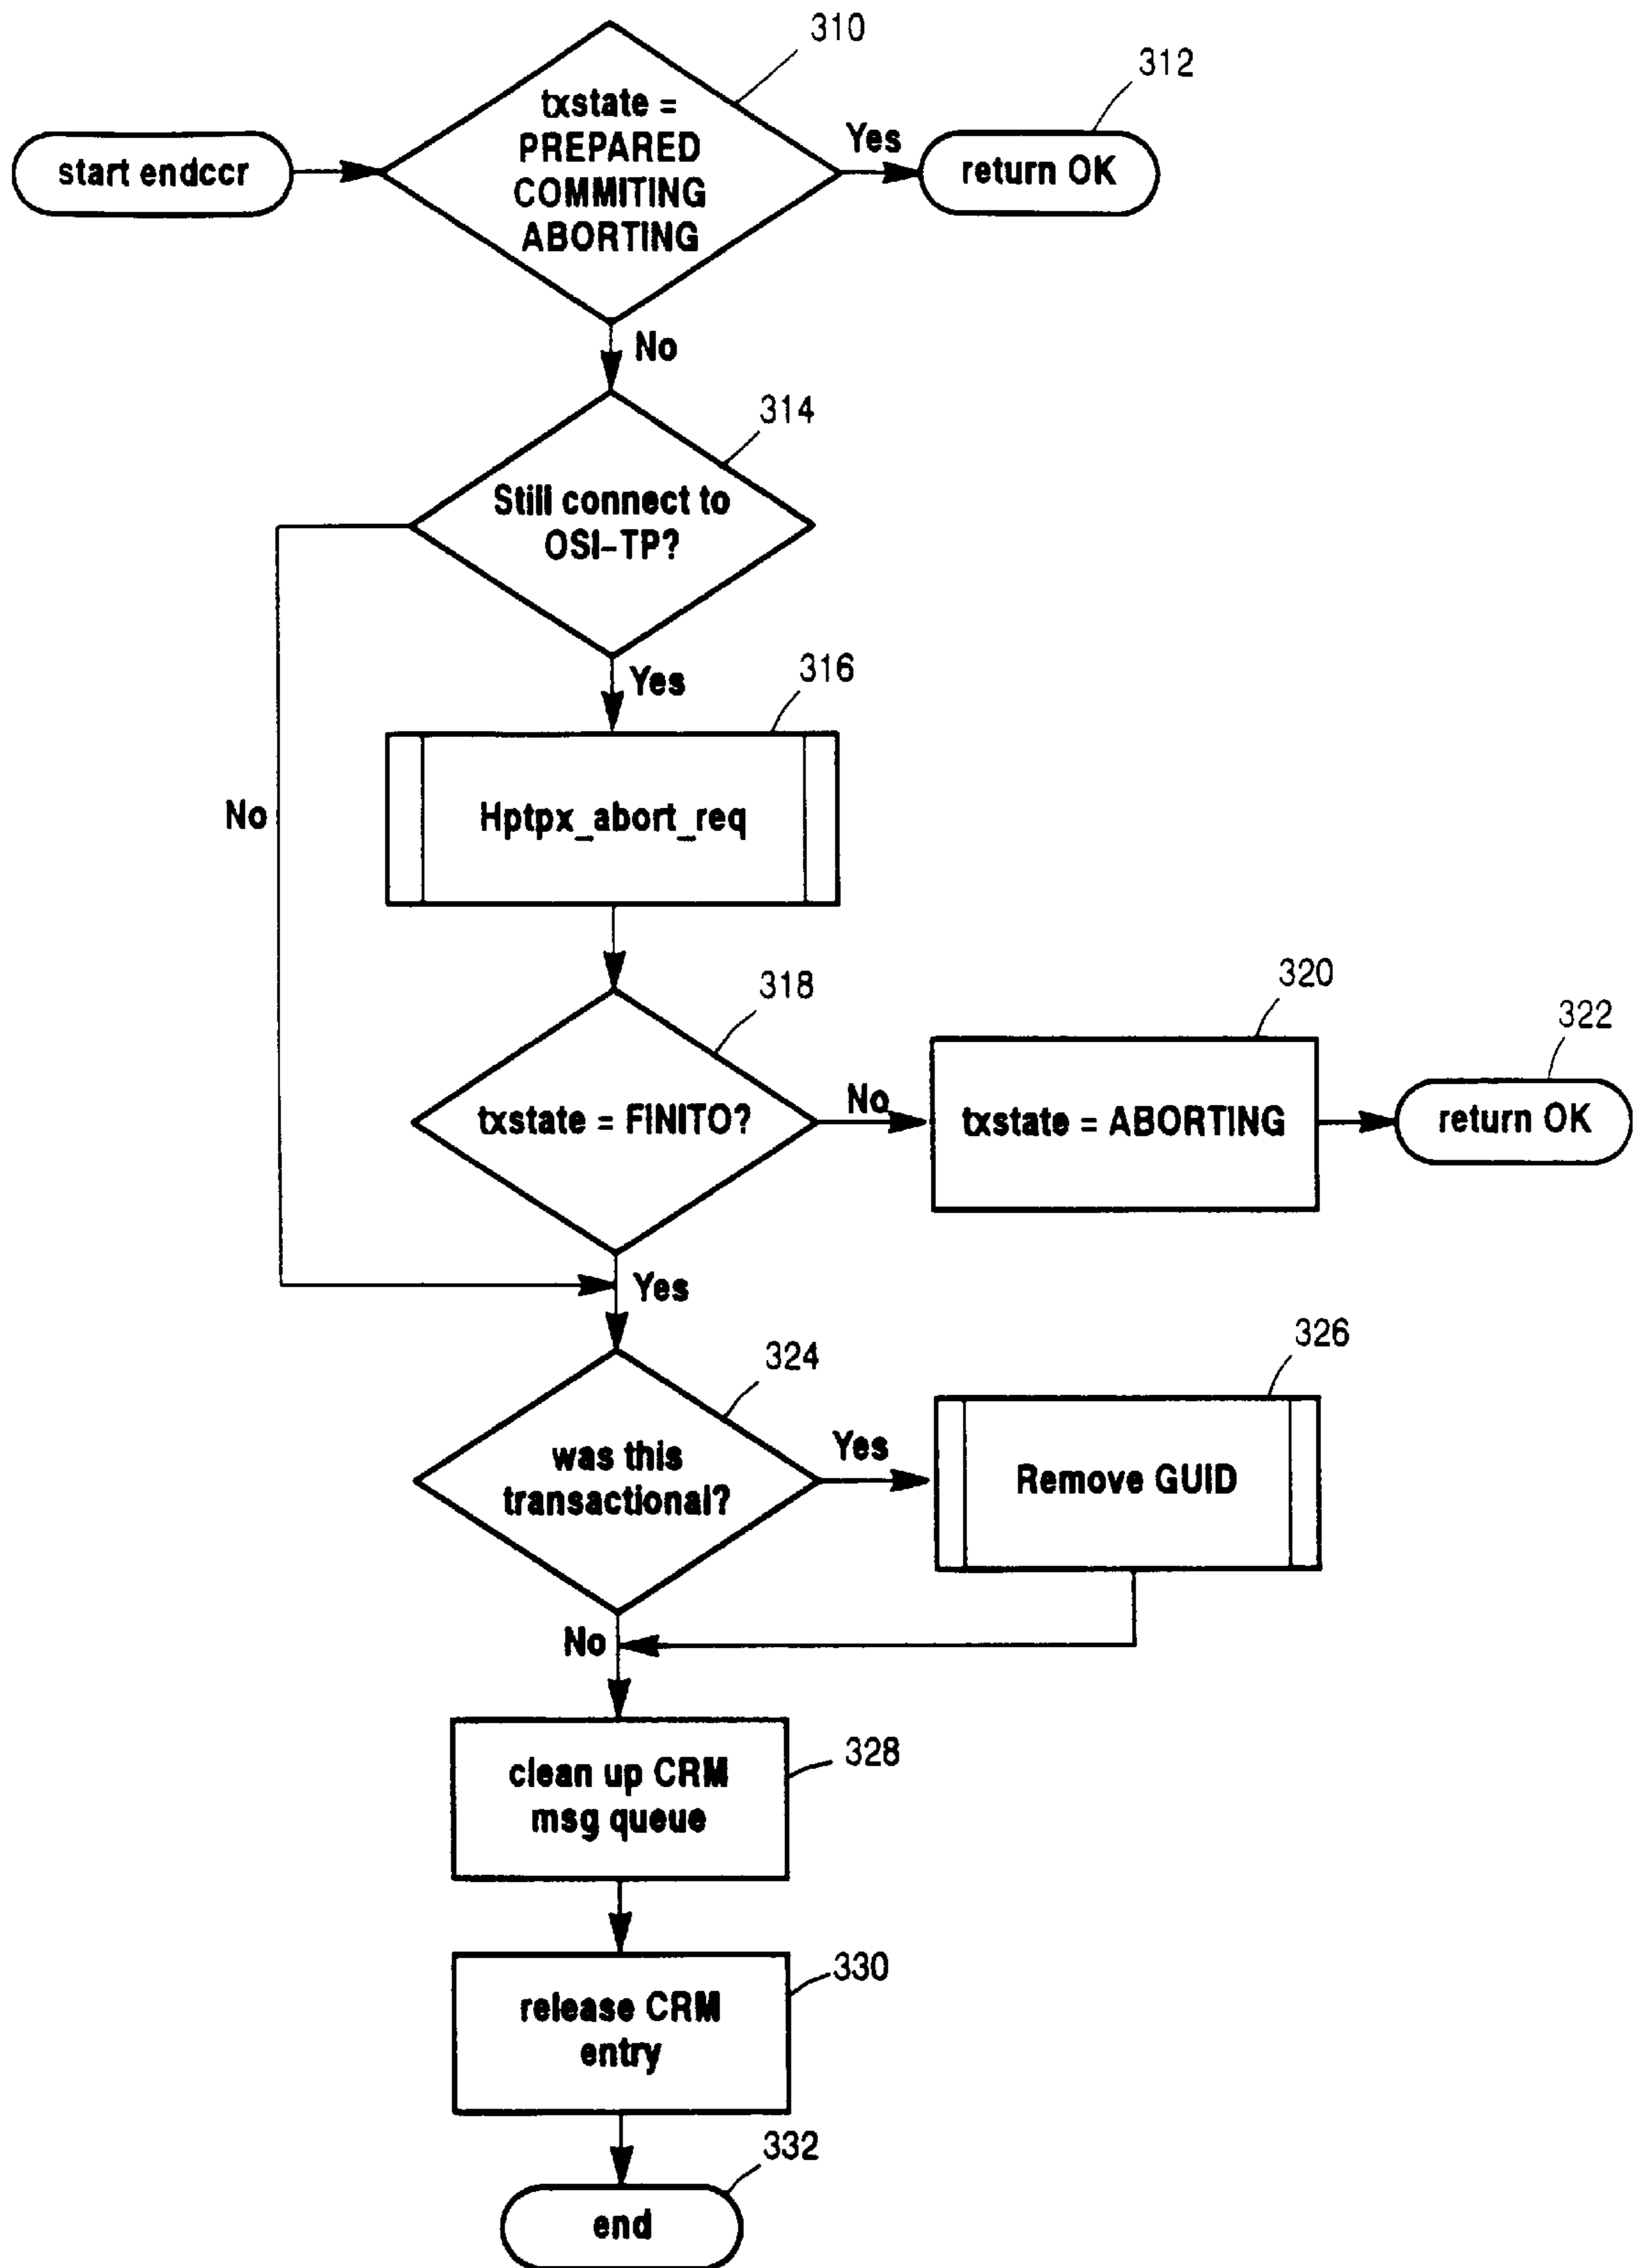 310
312
txstate =
PREPARED
COMMITING
ABORTING
start endccr
Yes
return OK
No
314
Still connect to
OSI-TP?
Yes
316
No
Hptpx_abort_req
318
320
322
txstate = FINITO?
No
txstate = ABORTING
return OK
Yes
324
326
was this
transactional?
Yes
Remove GUID
No
clean up CRM
msg queue
328
330
release CRM
entry
332
end